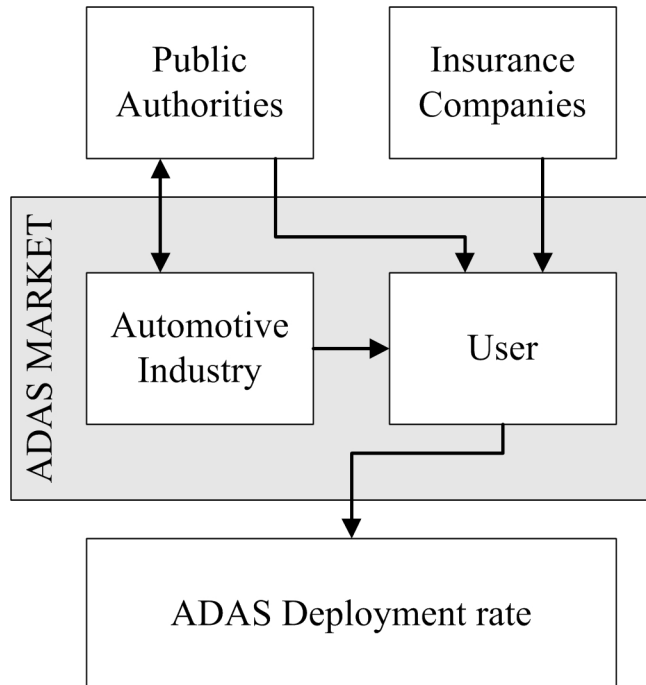 Public
Authorities
Insurance
Companies
ADAS MARKET
Automotive
Industry
User
ADAS Deployment rate